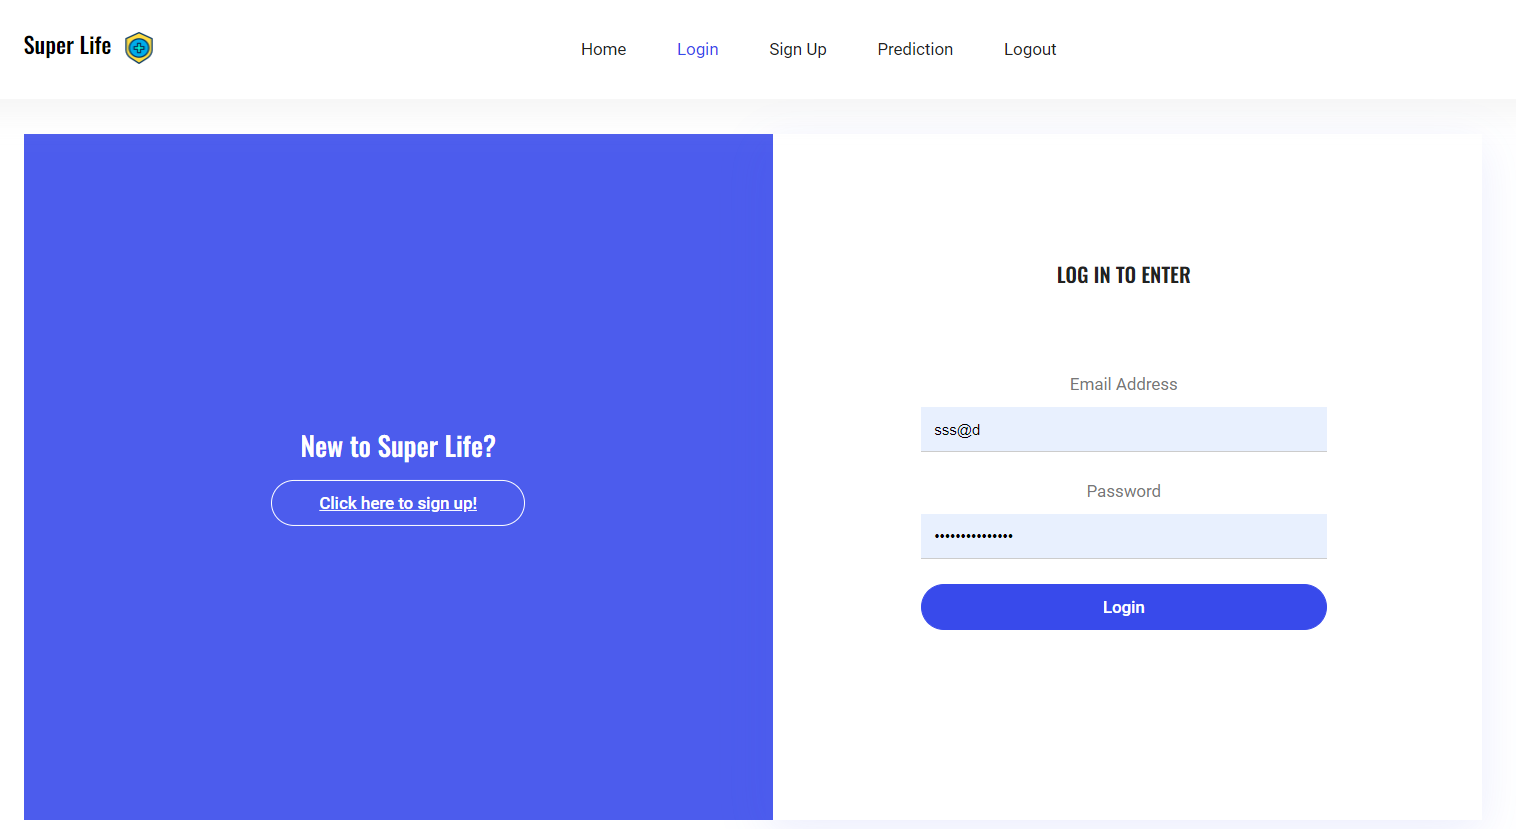 Super Life
Home Login Sign Up Prediction Logout
LOG IN TO ENTER
Email Address
sss@d
Password
•••••••••••••••
Login
New to Super Life?
Click here to sign up!